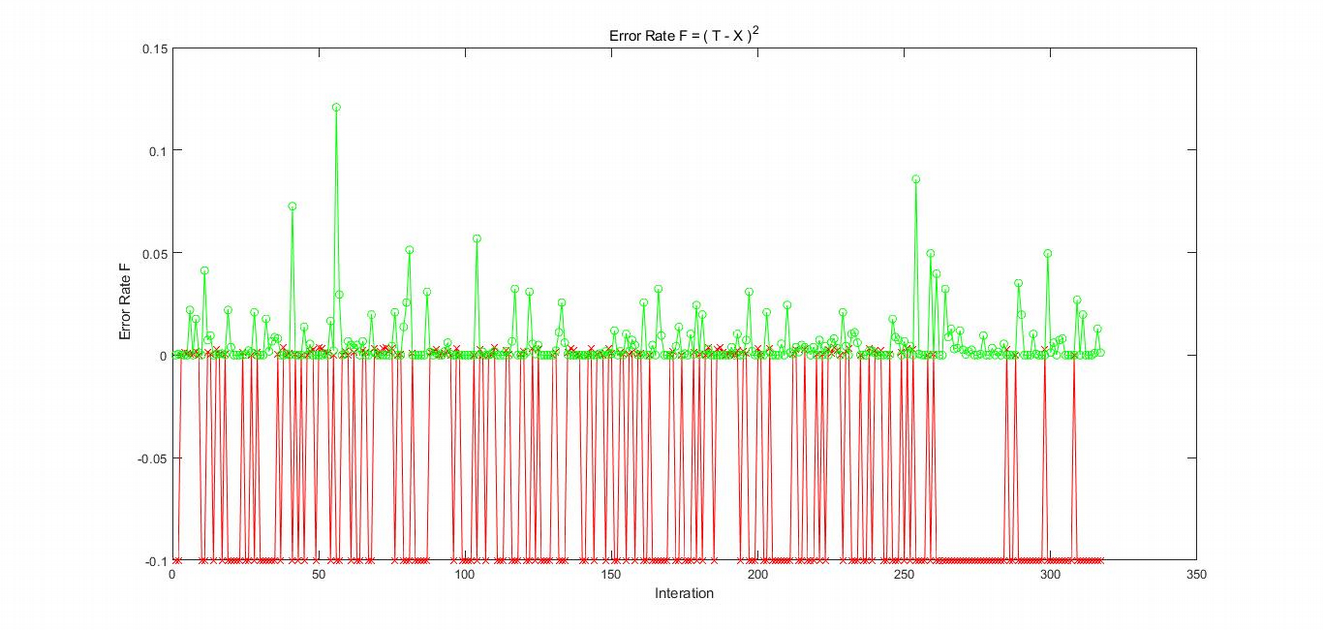 Error Rate F = ( T - X )2
0.15
0.1
0.05
0
-0.05
-0.1
Error Rate F
0 50 100 150 200 250 300 350
Interation